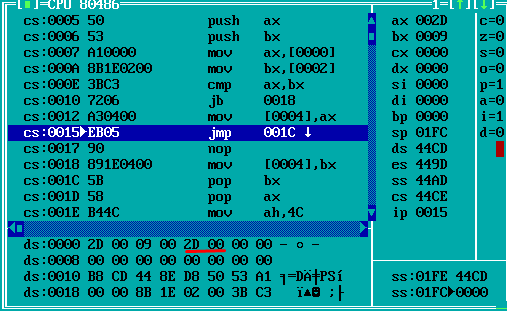 [■]=CPU 80486 1=[↑][↓]
cs:0005 50 push ax
cs:0006 53 push bx
cs:0007 A10000 mov ax,[0000]
cs:000A 8B1E0200 mov bx,[0002]
cs:000E 3BC3 cmp ax,bx
cs:0010 7206 jb 0018
cs:0012 A30400 mov [0004],ax
cs:0015►EB05 jmp 001C ↓
cs:0017 90 nop
cs:0018 891E0400 mov [0004],bx
cs:001C 5B pop bx
cs:001D 58 pop ax
cs:001E B44C mov ah,4C
ax 002D c=0
bx 0009 z=0
cx 0000 s=0
dx 0000 o=0
si 0000 p=1
di 0000 a=0
bp 0000 i=1
sp 01FC d=0
ds 44CD
es 449D
ss 44AD
cs 44CE
ip 0015
ds:0000 2D 00 09 00 2D 00 00 00 - o -
ds:0008 00 00 00 00 00 00 00 00
ds:0010 B8 CD 44 8E D8 50 53 A1 ╕═DÄ╪PSí
ds:0018 00 00 8B 1E 02 00 3B C3 ï▲☻ ;├
ss:01FE 44CD
ss:01FC►0000